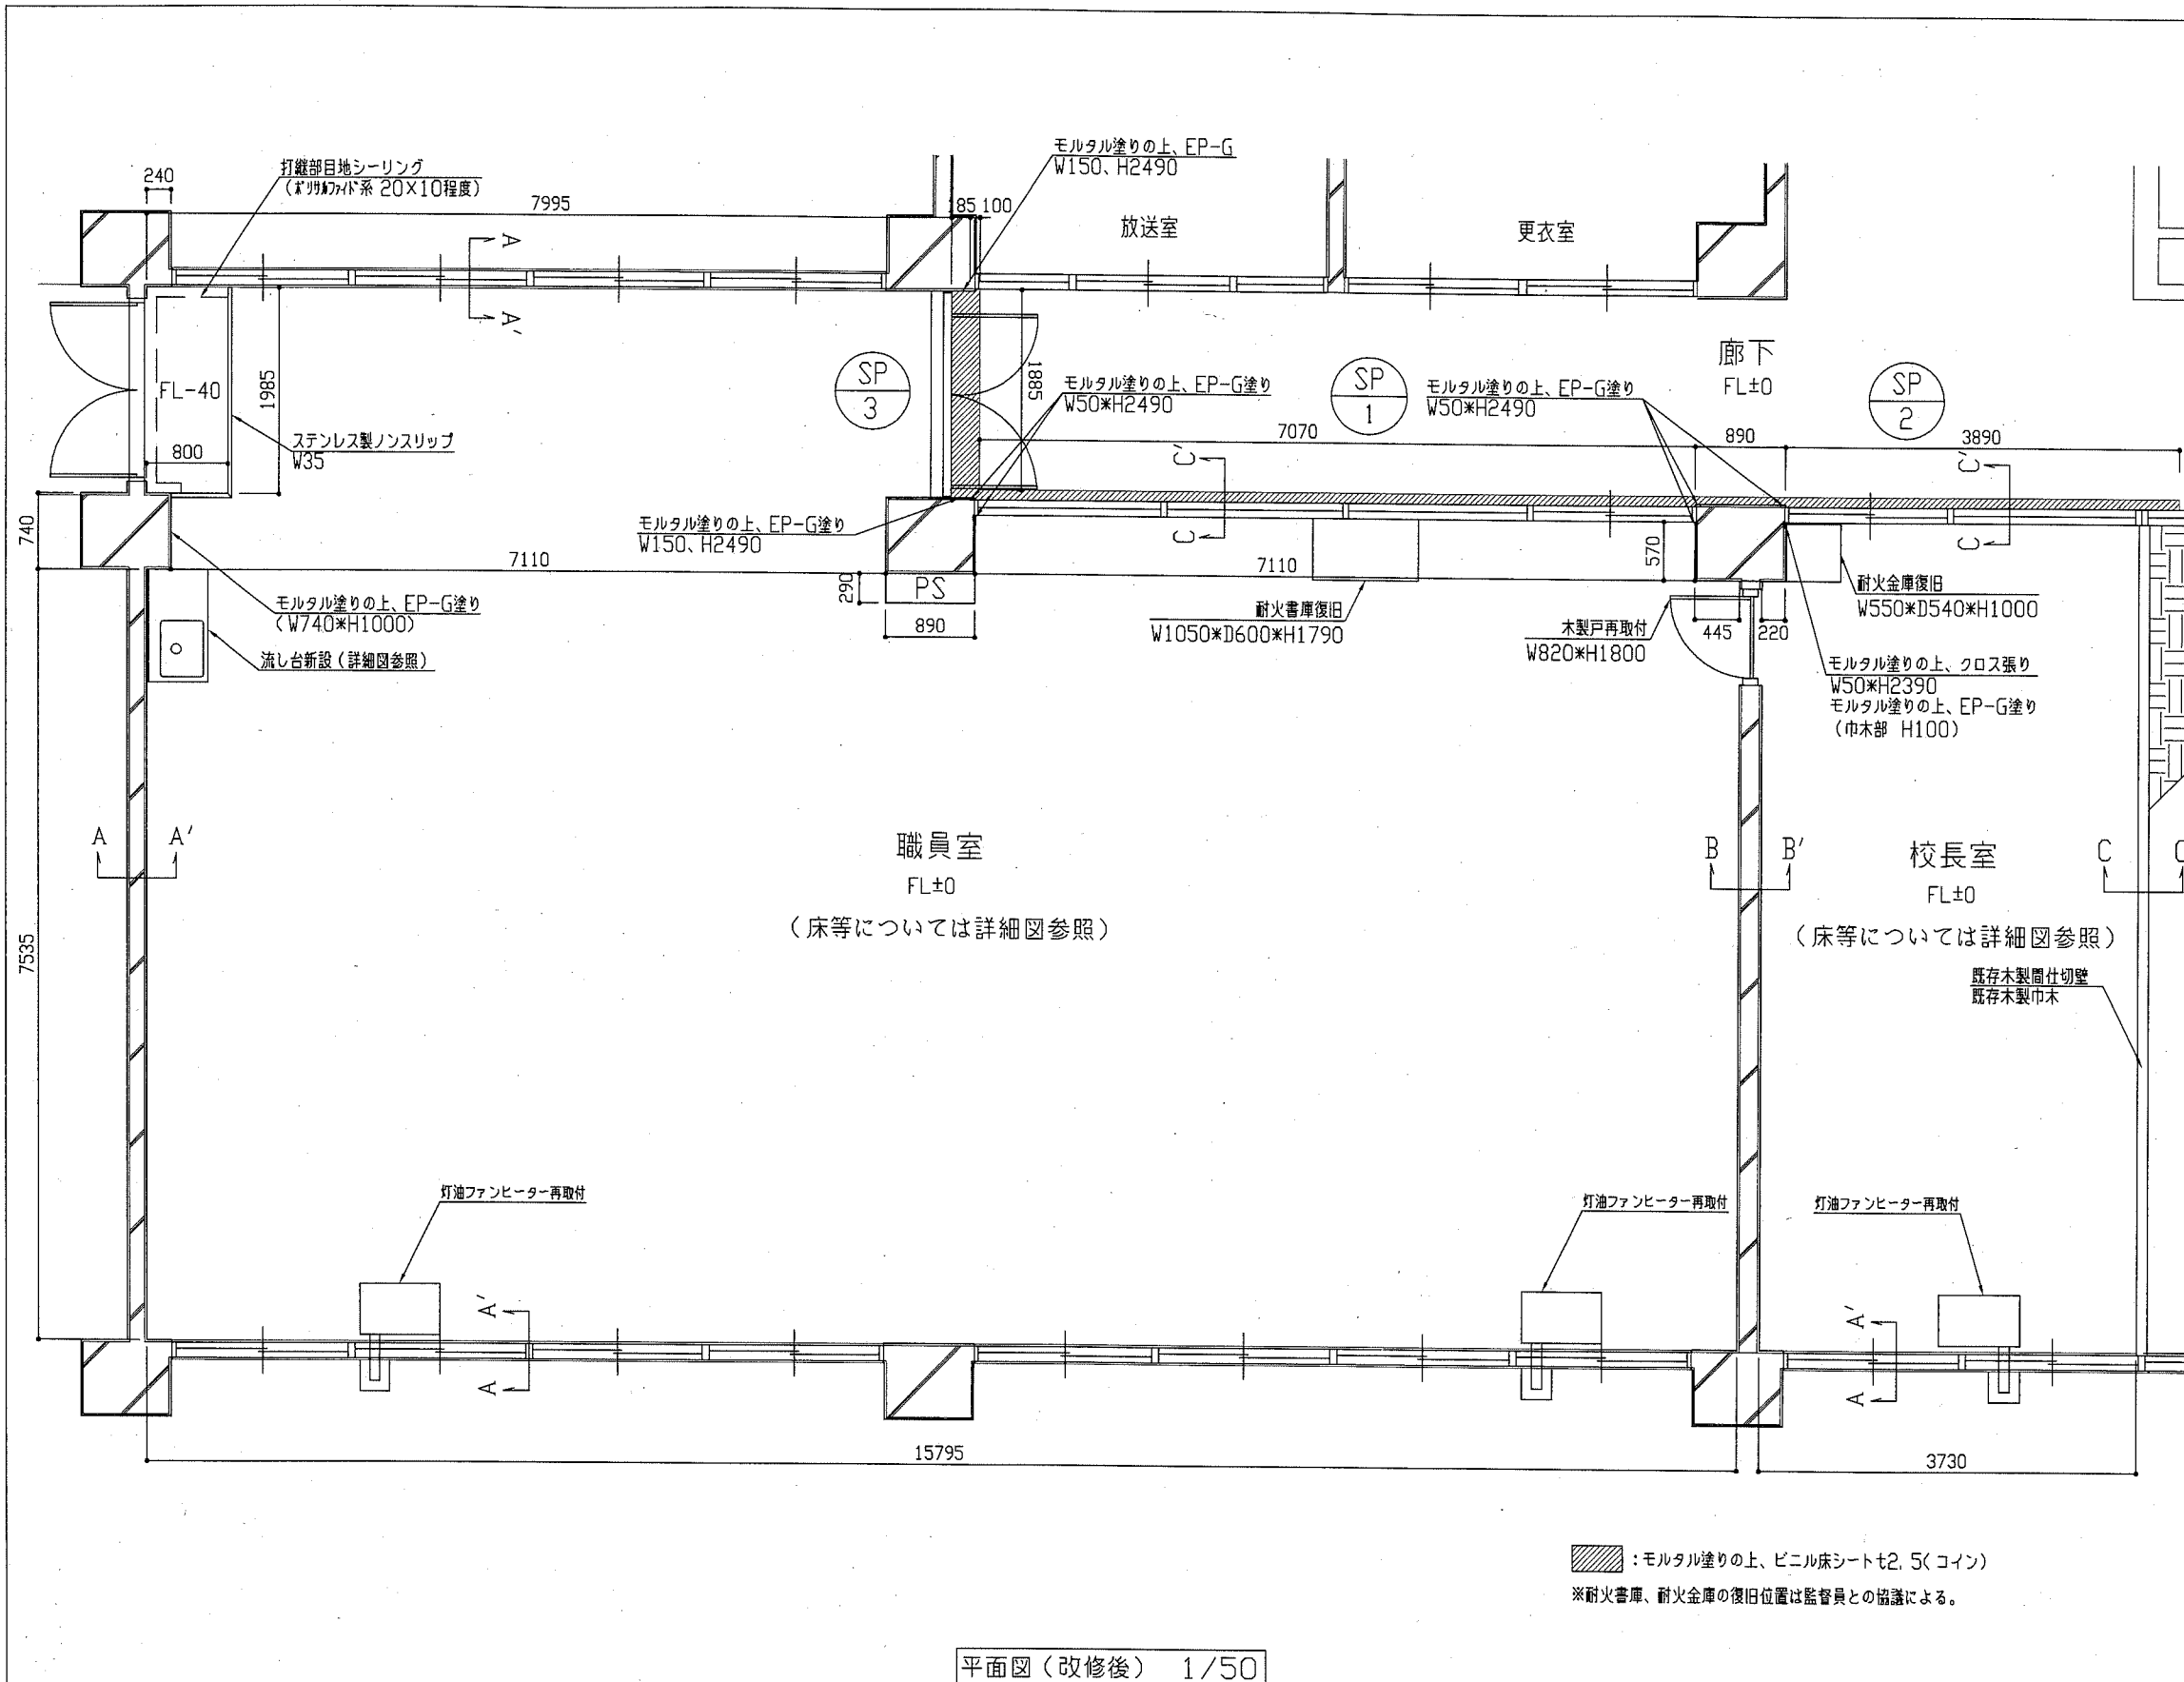 モルタル塗りの上、EP-G
W150、H2490
打継部目地シーリング
（ポリサルファイド系 20×10程度）
240
7995
85 100
放送室
更衣室
A
A'
FL-40
1985
800
ステンレス製ノンスリップ
W35
SP
3
1885
モルタル塗りの上、EP-G塗り
W50*H2490
SP
1
モルタル塗りの上、EP-G塗り
W50*H2490
廊下
FL±0
SP
2
7070
890
3890
C'
C
C'
C
740
モルタル塗りの上、EP-G塗り
W150、H2490
7110
290
PS
890
7110
570
モルタル塗りの上、EP-G塗り
（W740*H1000）
流し台新設（詳細図参照）
耐火書庫復旧
W1050*D600*H1790
木製戸再取付
W820*H1800
445
220
耐火金庫復旧
W550*D540*H1000
モルタル塗りの上、クロス張り
W50*H2390
モルタル塗りの上、EP-G塗り
（巾木部 H100）
A
A'
職員室
FL±0
（床等については詳細図参照）
B
B'
校長室
FL±0
（床等については詳細図参照）
C
7535
既存木製間仕切壁
既存木製巾木
灯油ファンヒーター再取付
灯油ファンヒーター再取付
灯油ファンヒーター再取付
A'
A
A'
A
15795
3730
：モルタル塗りの上、ビニル床シートt2.5(コイン）
※耐火書庫、耐火金庫の復旧位置は監督員との協議による。
平面図（改修後） 1/50